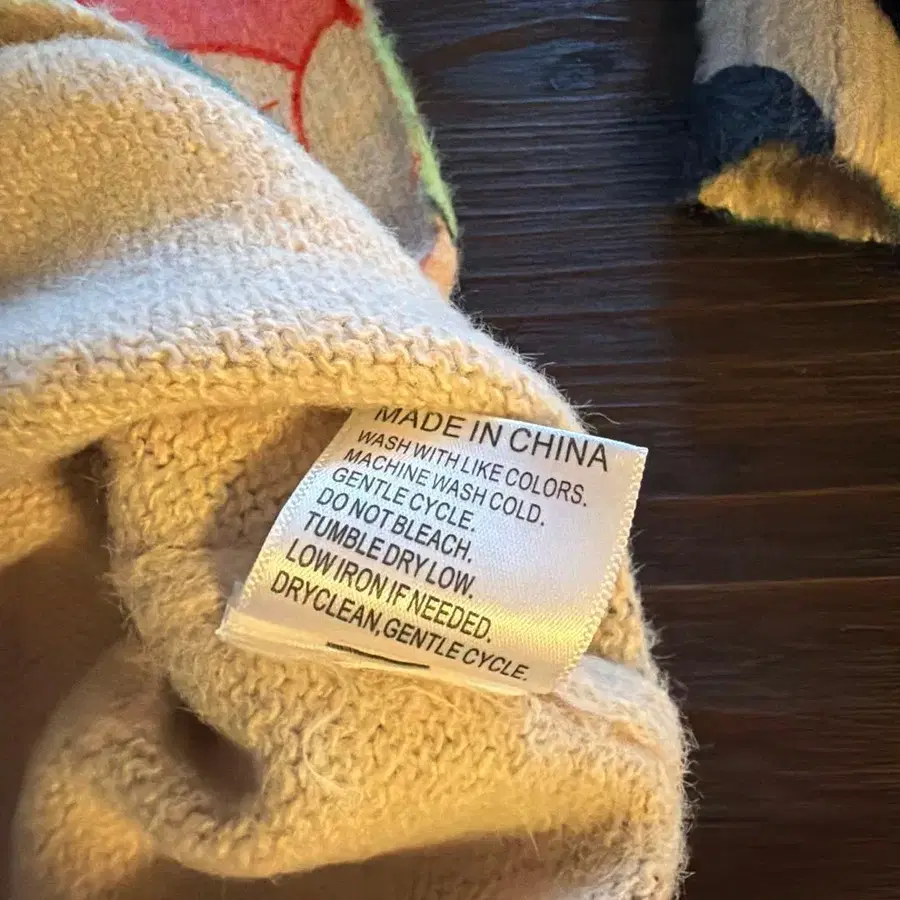 MADE IN CHINA
WASH WITH LIKE COLORS.
MACHINE WASH COLD.
GENTLE CYCLE.
DO NOT BLEACH.
TUMBLE DRY LOW.
LOW IRON IF NEEDED.
DRYCLEAN,GENTLE CYCLE.